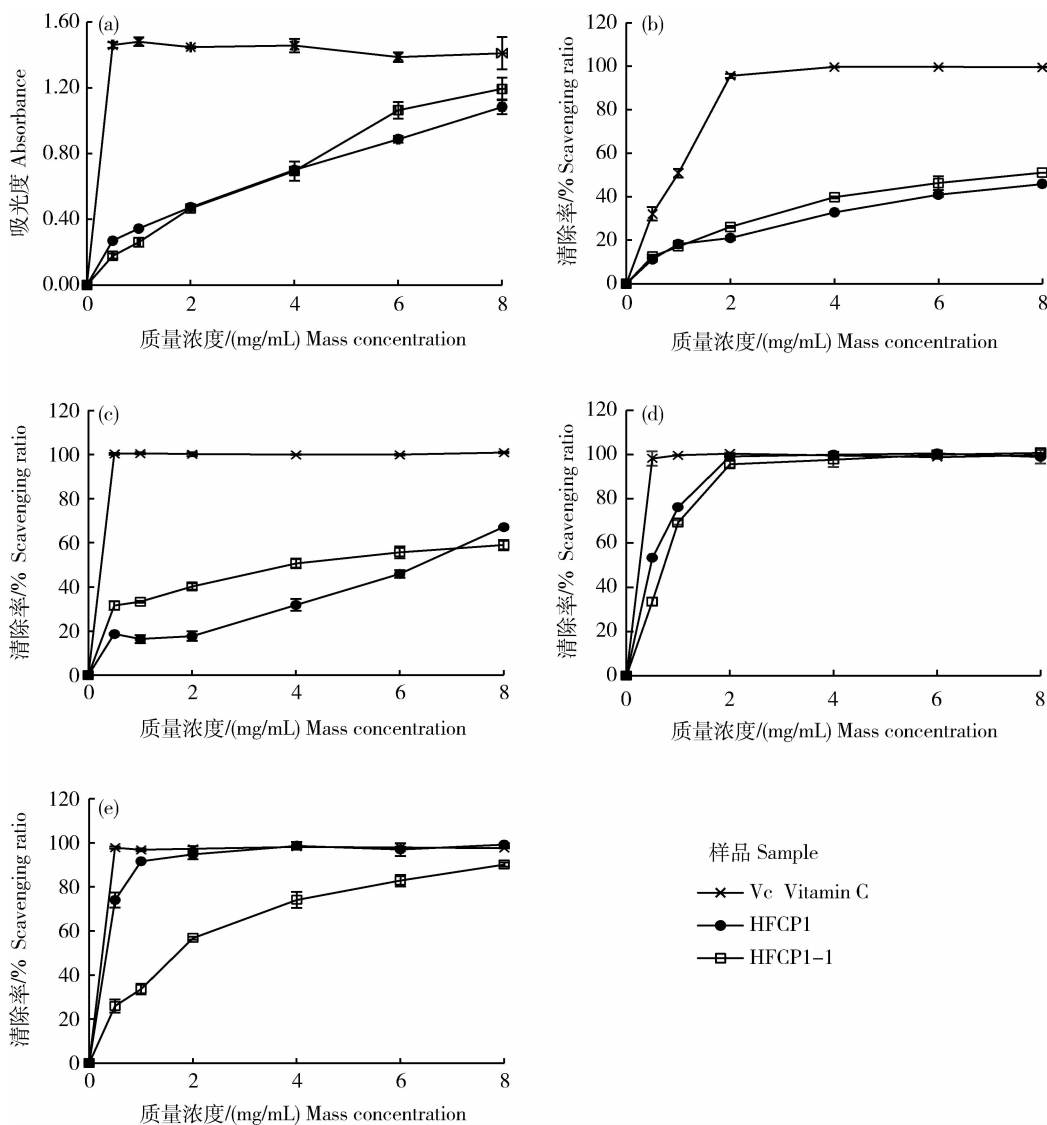 (a)
1.60
1.20
0.80
0.40
0.00
吸光度 Absorbance
0 2 4 6 8
质量浓度/(mg/mL) Mass concentration
(b)
120
100
80
60
40
20
0
清除率/% Scavenging ratio
0 2 4 6 8
质量浓度/(mg/mL) Mass concentration
(c)
120
100
80
60
40
20
0
清除率/% Scavenging ratio
0 2 4 6 8
质量浓度/(mg/mL) Mass concentration
(d)
120
100
80
60
40
20
0
清除率/% Scavenging ratio
0 2 4 6 8
质量浓度/(mg/mL) Mass concentration
(e)
120
100
80
60
40
20
0
清除率/% Scavenging ratio
0 2 4 6 8
质量浓度/(mg/mL) Mass concentration
样品 Sample
Vc Vitamin C
HFCP1
HFCP1-1